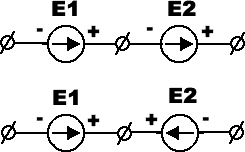 E1 E2
- + - +
E1 E2
- + + -